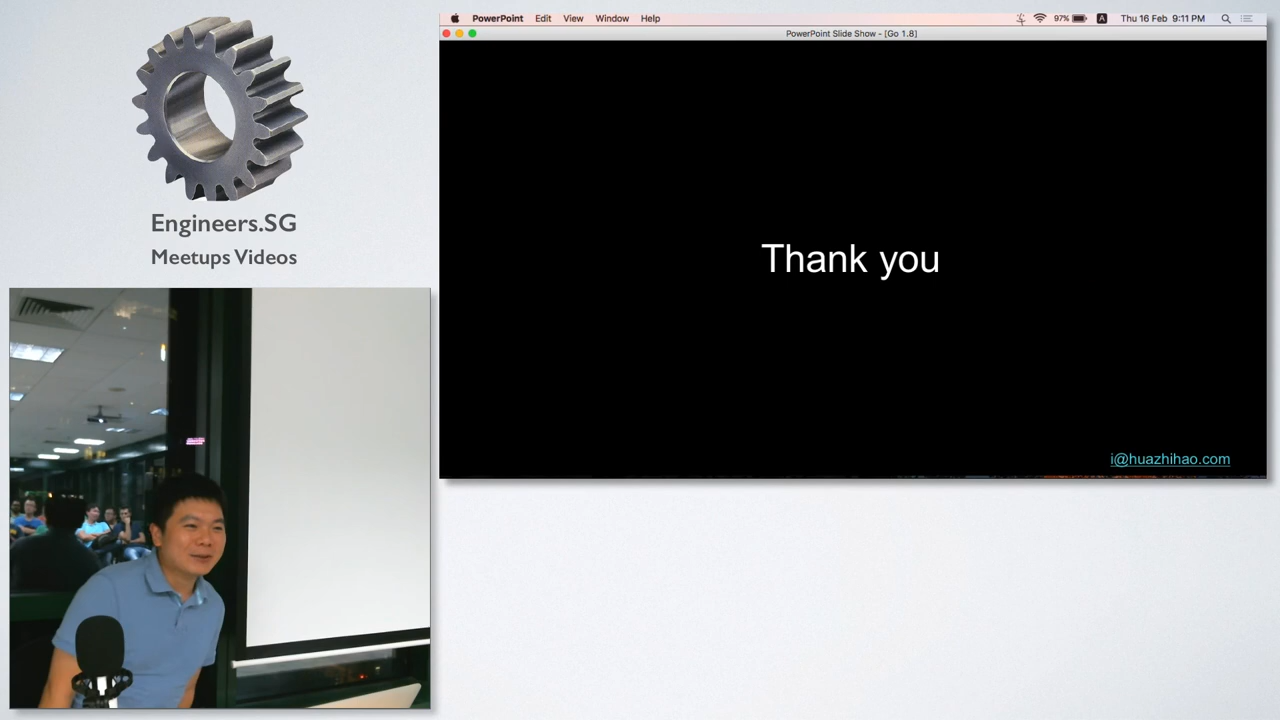 Engineers.SG
Meetups Videos
PowerPoint Edit View Window Help
97% A Thu 16 Feb 9:11 PM
PowerPoint Slide Show - [Go 1.8]
Thank you
i@huazhihao.com